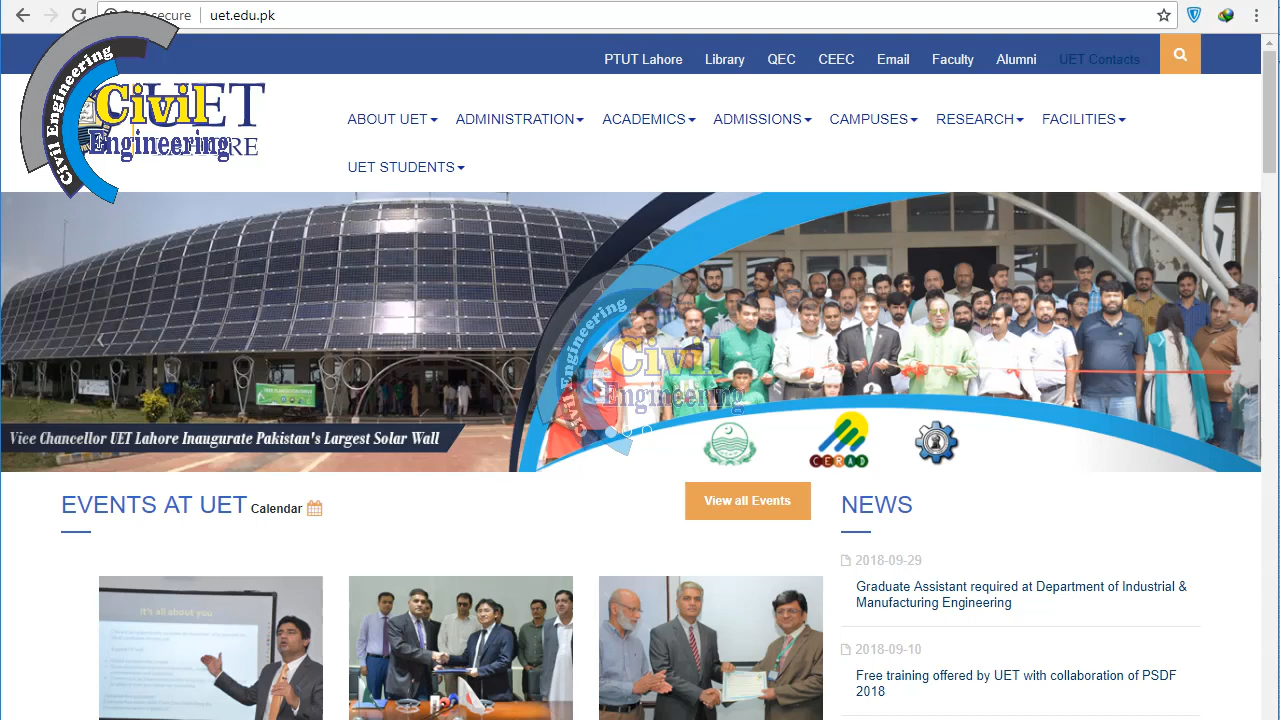 Not secure
uet.edu.pk
PTUT Lahore Library QEC CEEC Email Faculty Alumni UET Contacts
Civil Engineering
Civil
Engineering
UET
LAHORE
ABOUT UET ADMINISTRATION ACADEMICS ADMISSIONS CAMPUSES RESEARCH FACILITIES
UET STUDENTS
Civil Engineering
Civil
Engineering
Vice Chancellor UET Lahore Inaugurate Pakistan's Largest Solar Wall
CERAD
EVENTS AT UET Calendar
View all Events
NEWS
2018-09-29
Graduate Assistant required at Department of Industrial &
Manufacturing Engineering
2018-09-10
Free training offered by UET with collaboration of PSDF
2018
It's all about you